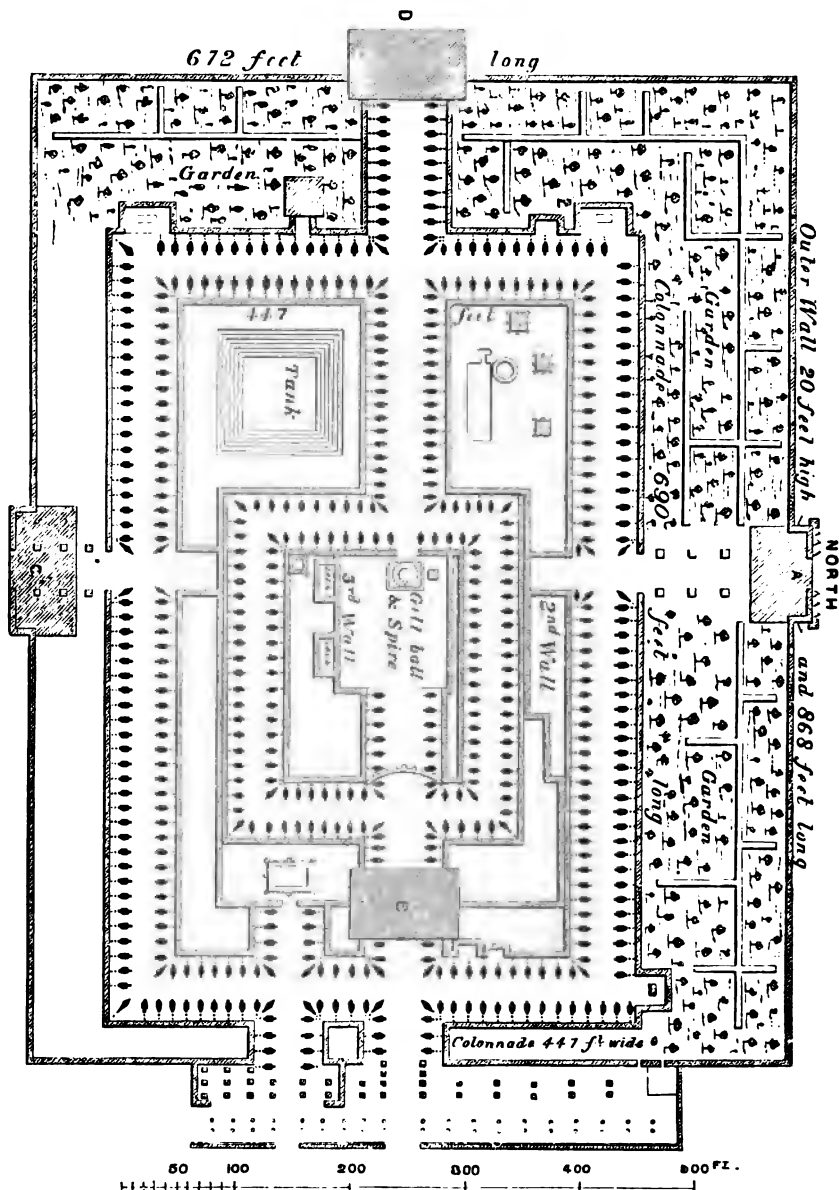 D
672 feet long
Garden
447 feet
Tank
Garden
Colonnade 690 feet long
Outer Wall 20 feet high and 868 feet long
C
A
NORTH
3rd Wall
Gilt ball
& Spire
2nd Wall
Garden
Colonnade 447 ft wide
50 100 200 300 400 500 FT.